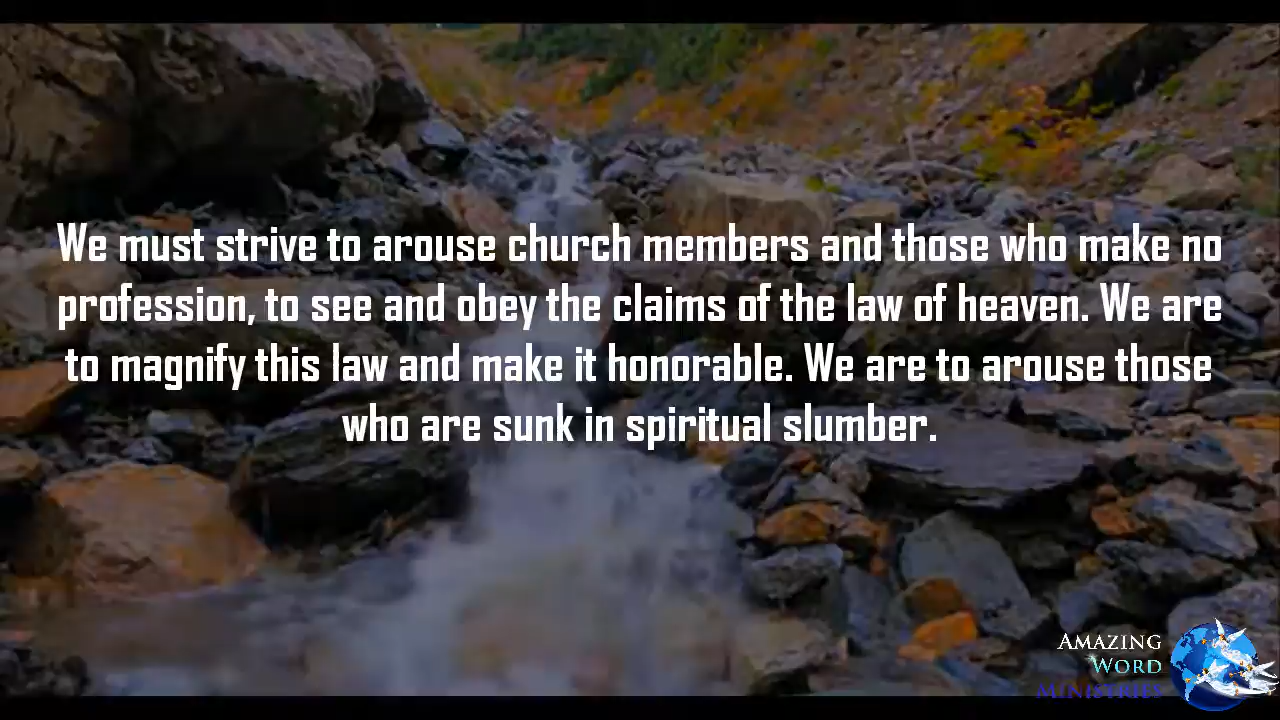 We must strive to arouse church members and those who make no
profession, to see and obey the claims of the law of heaven. We are
to magnify this law and make it honorable. We are to arouse those
who are sunk in spiritual slumber.
AMAZING
WORD
MINISTRIES